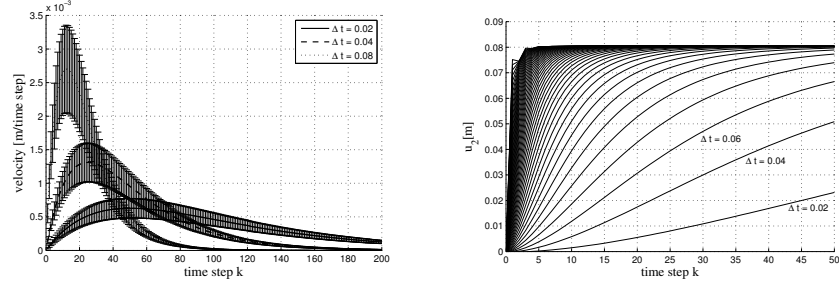 x 10⁻³
3.5
3
2.5
2
1.5
1
0.5
0
0 20 40 60 80 100 120 140 160 180 200
velocity [m/time step]
time step k
Δ t = 0.02
Δ t = 0.04
Δ t = 0.08
0.09
0.08
0.07
0.06
0.05
0.04
0.03
0.02
0.01
0
0 5 10 15 20 25 30 35 40 45 50
u₂[m]
time step k
Δ t = 0.06
Δ t = 0.04
Δ t = 0.02